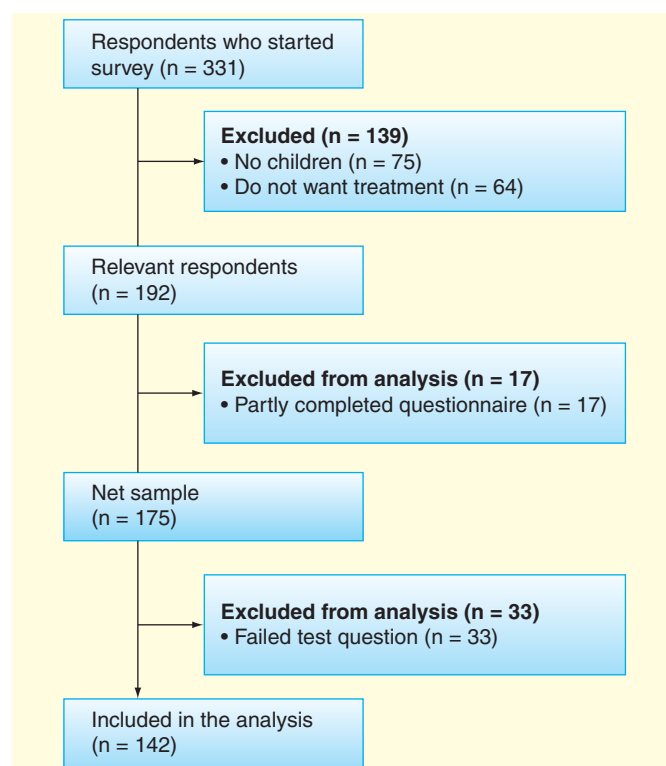 Respondents who started
survey (n = 331)
Excluded (n = 139)
• No children (n = 75)
• Do not want treatment (n = 64)
Relevant respondents
(n = 192)
Excluded from analysis (n = 17)
• Partly completed questionnaire (n = 17)
Net sample
(n = 175)
Excluded from analysis (n = 33)
• Failed test question (n = 33)
Included in the analysis
(n = 142)